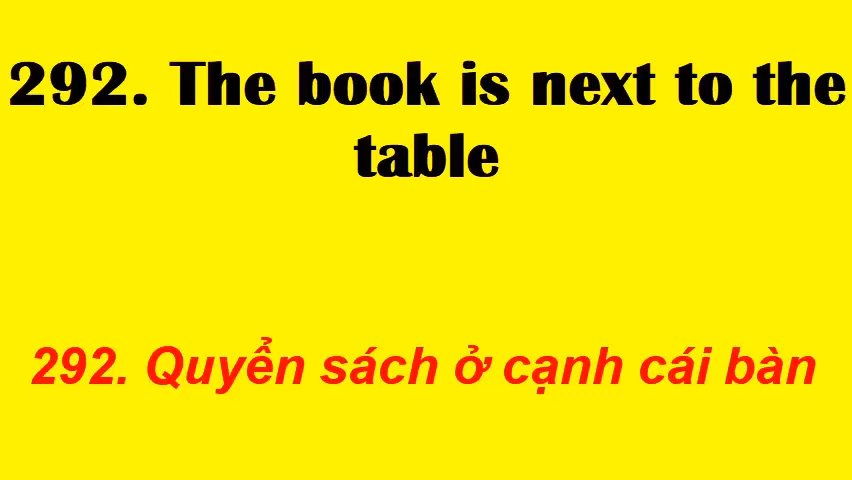 292. The book is next to the
table
292. Quyển sách ở cạnh cái bàn